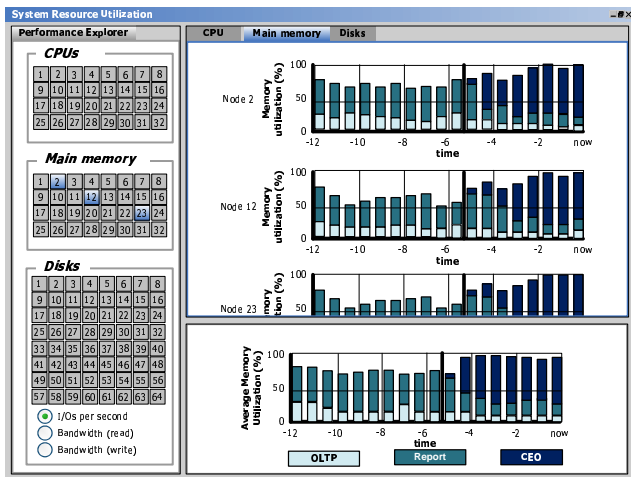 System Resource Utilization
Performance Explorer
CPUs
1 2 3 4 5 6 7 8
9 10 11 12 13 14 15 16
17 18 19 20 21 22 23 24
25 26 27 28 29 30 31 32
Main memory
1 2 3 4 5 6 7 8
9 10 11 12 13 14 15 16
17 18 19 20 21 22 23 24
25 26 27 28 29 30 31 32
Disks
1 2 3 4 5 6 7 8
9 10 11 12 13 14 15 16
17 18 19 20 21 22 23 24
25 26 27 28 29 30 31 32
33 34 35 36 37 38 39 40
41 42 43 44 45 46 47 48
49 50 51 52 53 54 55 56
57 58 59 60 61 62 63 64
I/Os per second
Bandwidth (read)
Bandwidth (write)
CPU Main memory Disks
Node 2
Memory
utilization (%)
100
50
0
-12 -10 -8 -6 -4 -2 now
time
Node 12
Memory
utilization (%)
100
50
0
-12 -10 -8 -6 -4 -2 now
time
Node 23
mory
tion (%)
100
50
Average Memory
Utilization (%)
100
50
0
-12 -10 -8 -6 -4 -2 now
time
OLTP Report CEO